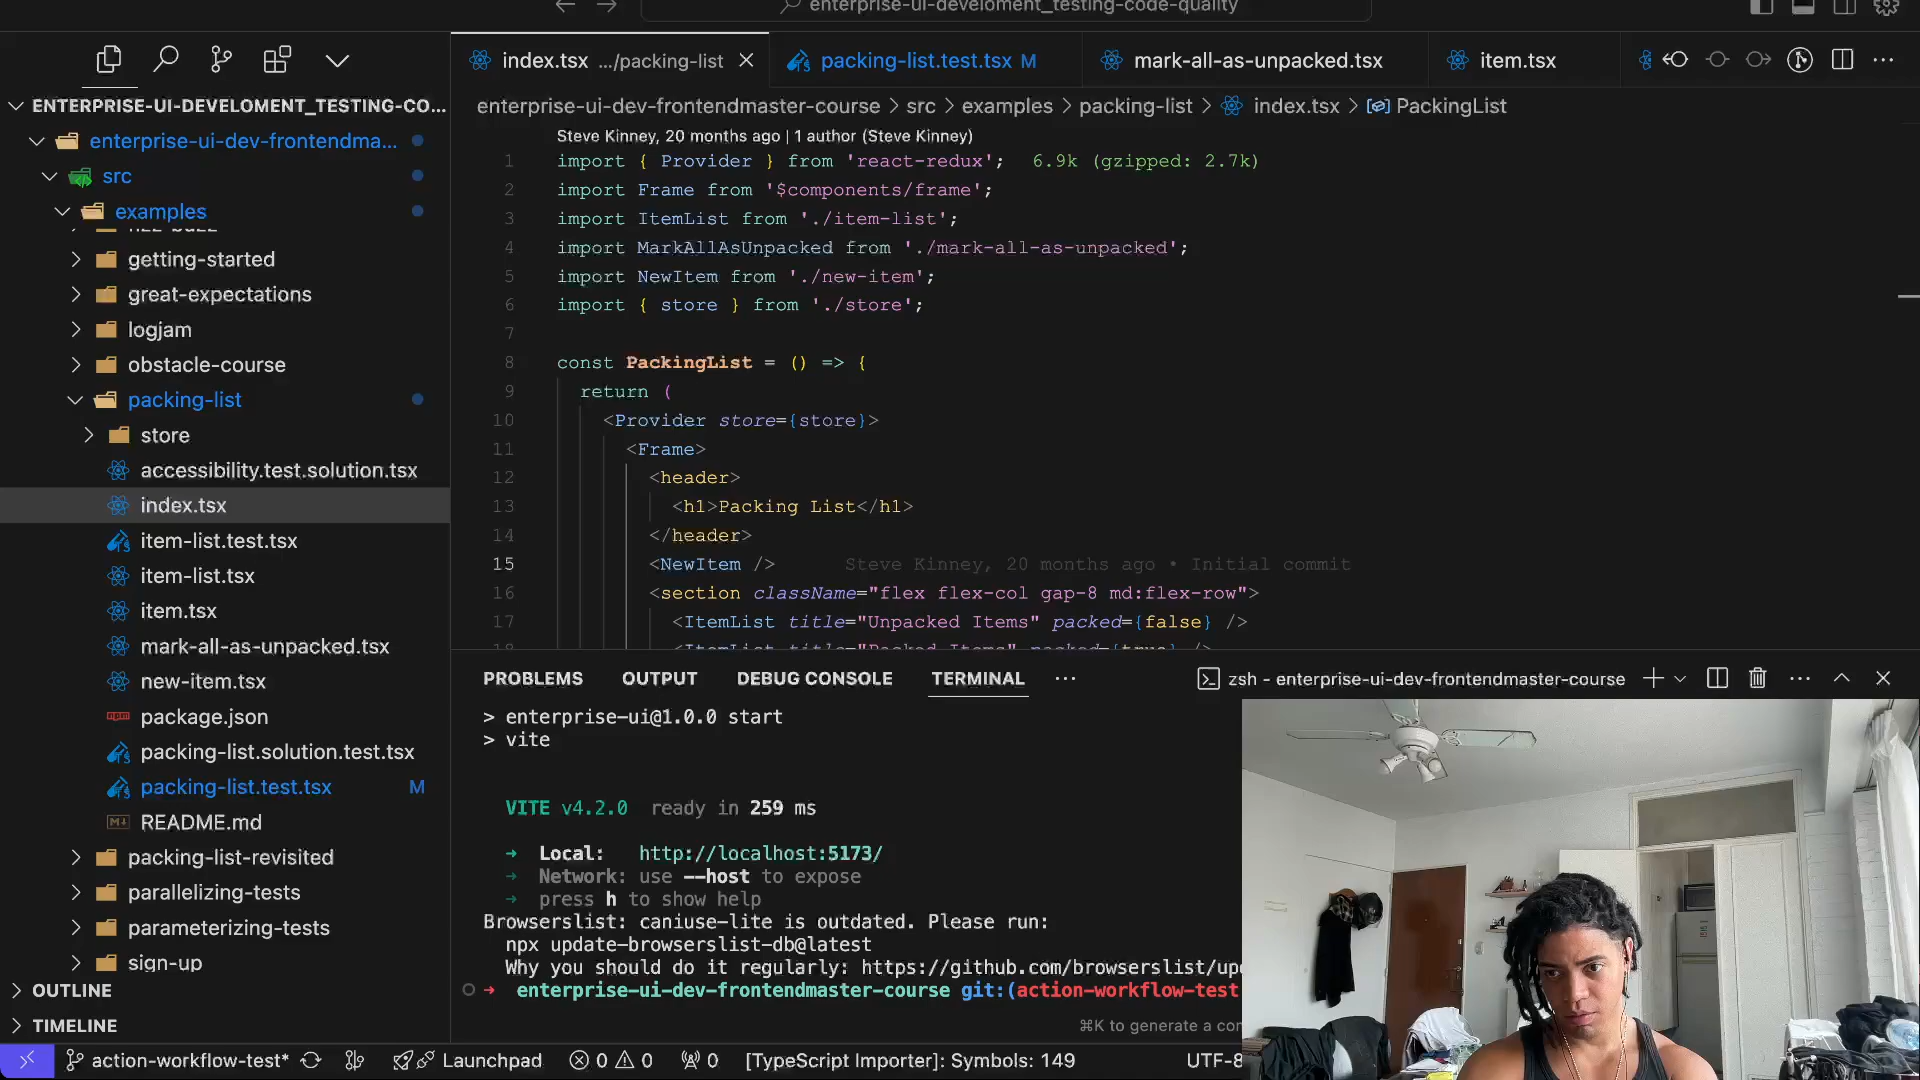 enterprise-ui-develoment_testing-code-quality
index.tsx .../packing-list
packing-list.test.tsx M
mark-all-as-unpacked.tsx
item.tsx
ENTERPRISE-UI-DEVELOMENT_TESTING-CO...
enterprise-ui-dev-frontendma...
src
examples
getting-started
great-expectations
logjam
obstacle-course
packing-list
store
accessibility.test.solution.tsx
index.tsx
item-list.test.tsx
item-list.tsx
item.tsx
mark-all-as-unpacked.tsx
new-item.tsx
package.json
packing-list.solution.test.tsx
packing-list.test.tsx M
README.md
packing-list-revisited
parallelizing-tests
parameterizing-tests
sign-up
OUTLINE
TIMELINE
enterprise-ui-dev-frontendmaster-course > src > examples > packing-list > index.tsx > PackingList
Steve Kinney, 20 months ago | 1 author (Steve Kinney)
1 import { Provider } from 'react-redux'; 6.9k (gzipped: 2.7k)
2 import Frame from '$components/frame';
3 import ItemList from './item-list';
4 import MarkAllAsUnpacked from './mark-all-as-unpacked';
5 import NewItem from './new-item';
6 import { store } from './store';
7
8 const PackingList = () => {
9 return (
10 <Provider store={store}>
11 <Frame>
12 <header>
13 <h1>Packing List</h1>
14 </header>
15 <NewItem /> Steve Kinney, 20 months ago • Initial commit
16 <section className="flex flex-col gap-8 md:flex-row">
17 <ItemList title="Unpacked Items" packed={false} />
18 <ItemList title="Packed Items" packed={true} />
PROBLEMS OUTPUT DEBUG CONSOLE TERMINAL ... zsh - enterprise-ui-dev-frontendmaster-course
> enterprise-ui@1.0.0 start
> vite
VITE v4.2.0 ready in 259 ms
➜ Local: http://localhost:5173/
➜ Network: use --host to expose
➜ press h to show help
Browserslist: caniuse-lite is outdated. Please run:
npx update-browserslist-db@latest
Why you should do it regularly: https://github.com/browserslist/up
➜ enterprise-ui-dev-frontendmaster-course git:(action-workflow-test
⌘K to generate a co
action-workflow-test* Launchpad 0 0 0 [TypeScript Importer]: Symbols: 149 UTF-8